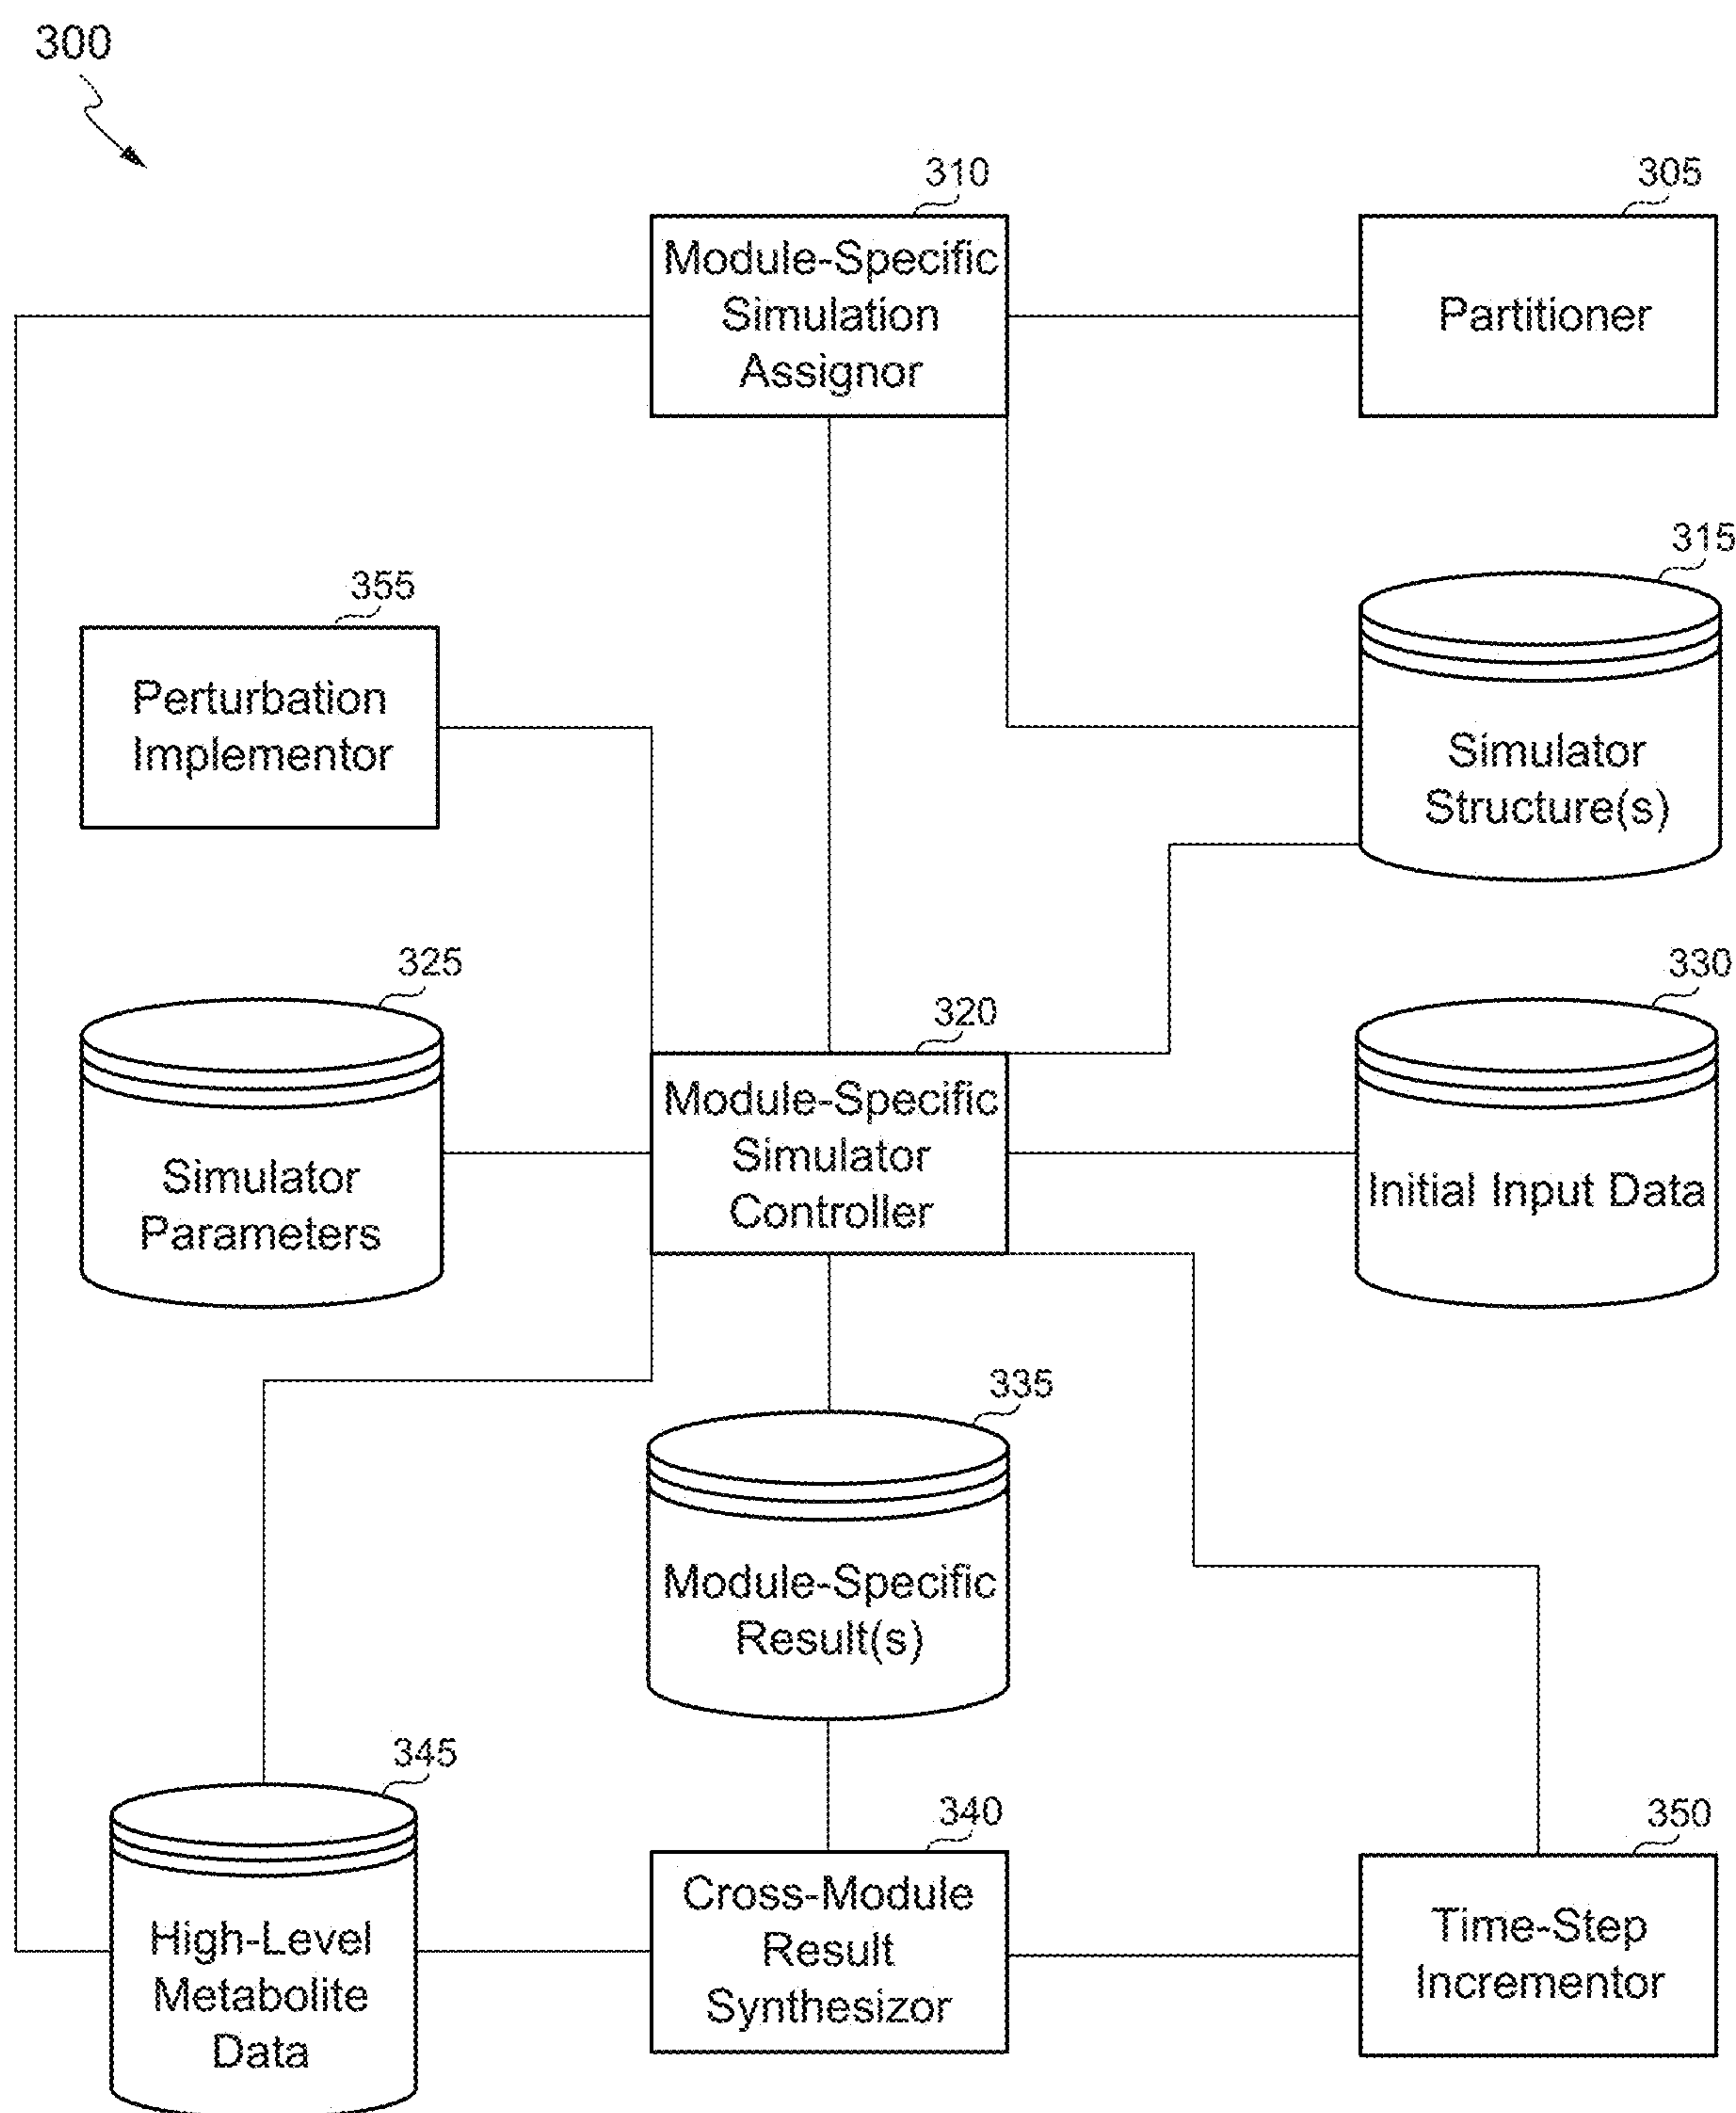 300
310
Module-Specific
Simulation
Assignor
305
Partitioner
315
Simulator
Structure(s)
355
Perturbation
Implementor
325
Simulator
Parameters
320
Module-Specific
Simulator
Controller
330
Initial Input Data
335
Module-Specific
Result(s)
345
High-Level
Metabolite
Data
340
Cross-Module
Result
Synthesizor
350
Time-Step
Incrementor